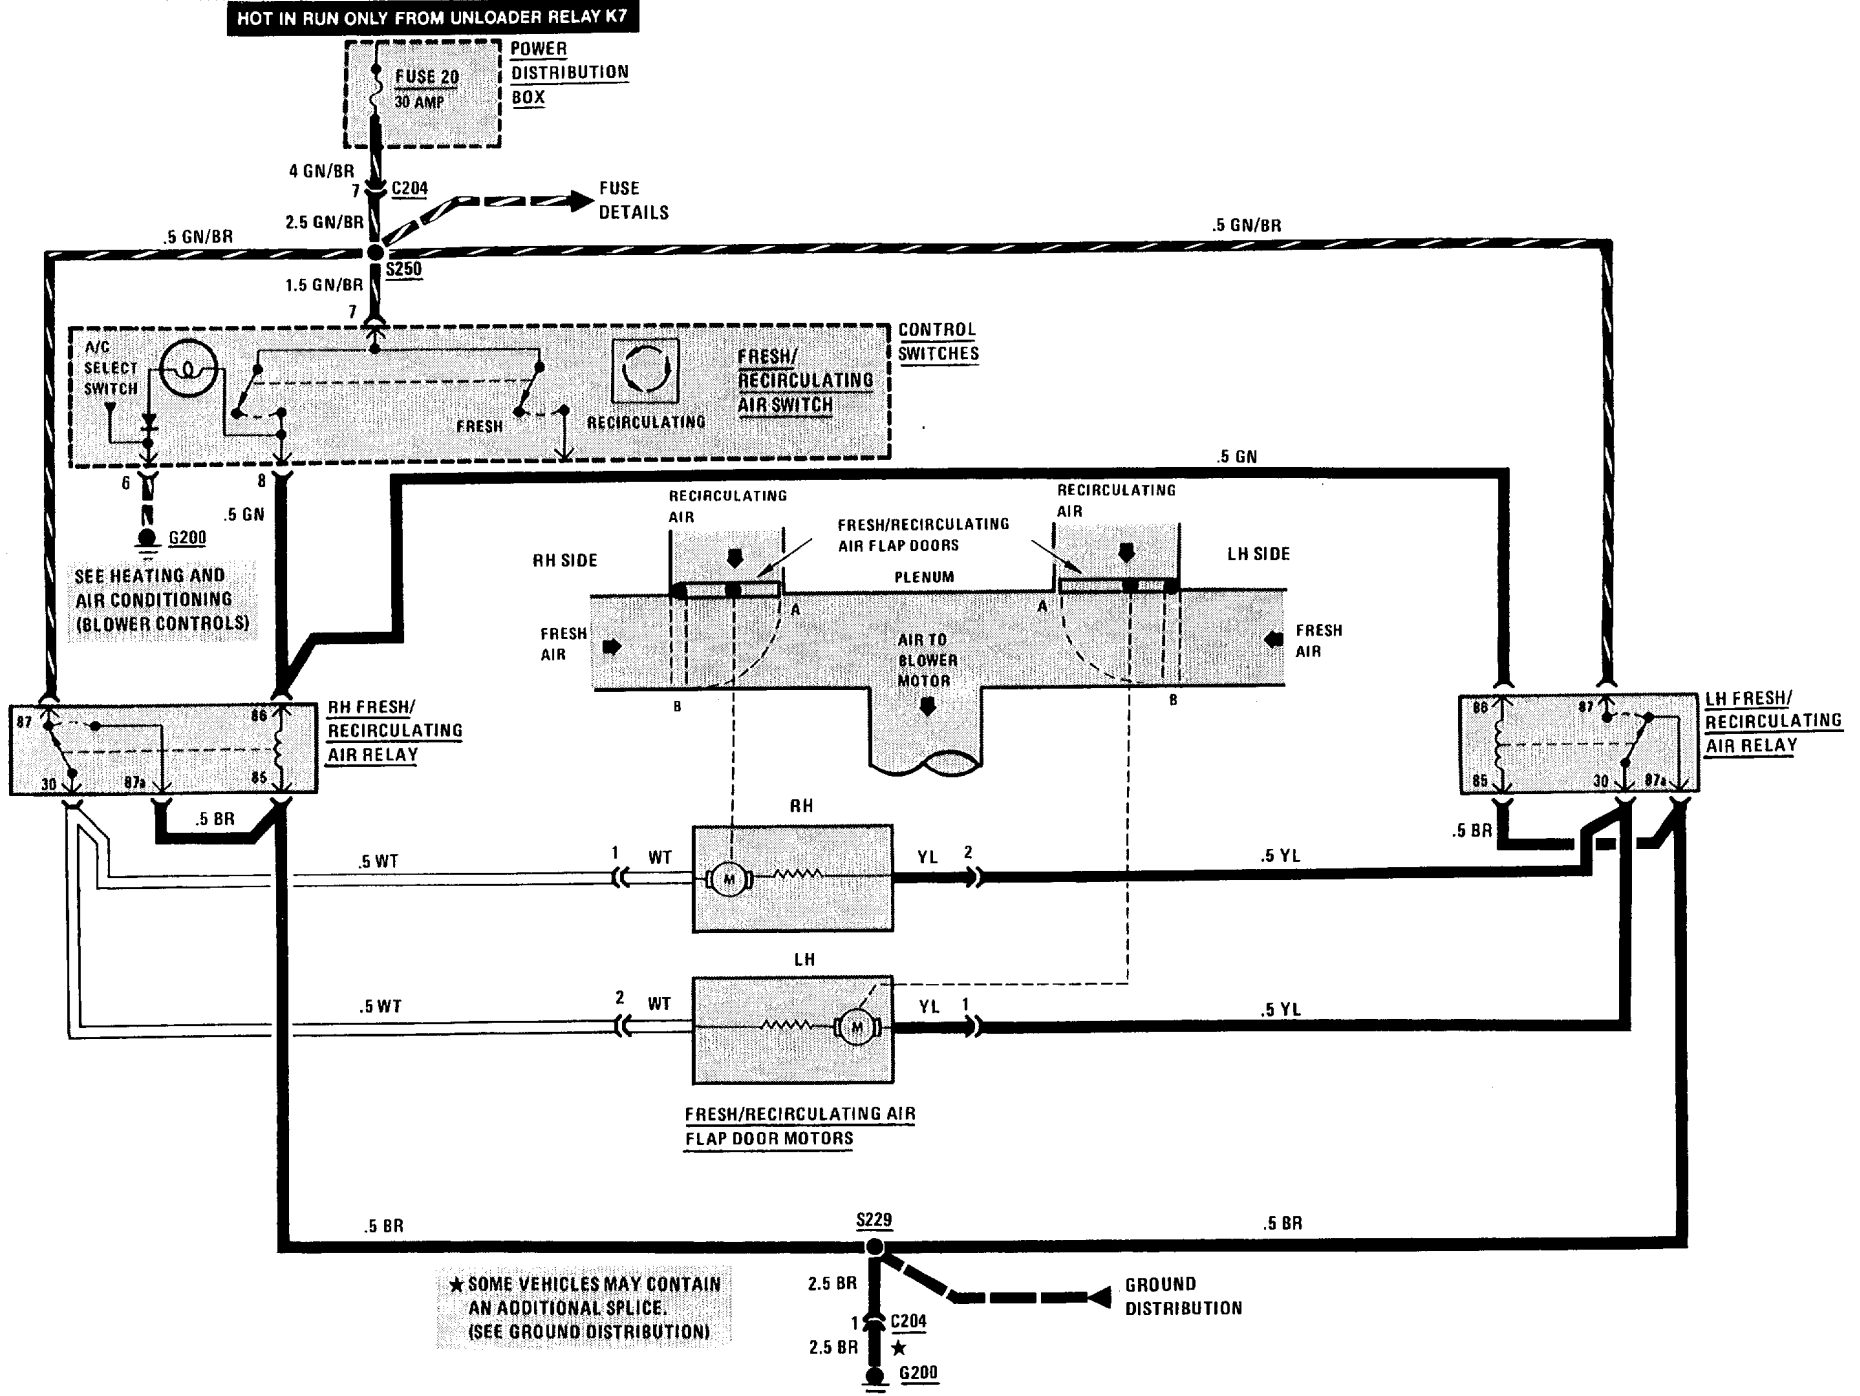 HOT IN RUN ONLY FROM UNLOADER RELAY K7
POWER
DISTRIBUTION
BOX
FUSE 20
30 AMP
4 GN/BR
7
C204
2.5 GN/BR
FUSE
DETAILS
.5 GN/BR
.5 GN/BR
S250
1.5 GN/BR
7
CONTROL
SWITCHES
A/C
SELECT
SWITCH
FRESH
RECIRCULATING
FRESH/
RECIRCULATING
AIR SWITCH
6
8
.5 GN
.5 GN
G200
SEE HEATING AND
AIR CONDITIONING
(BLOWER CONTROLS)
RECIRCULATING
AIR
FRESH/RECIRCULATING
AIR FLAP DOORS
RECIRCULATING
AIR
RH SIDE
LH SIDE
PLENUM
A
A
FRESH
AIR
AIR TO
BLOWER
MOTOR
FRESH
AIR
B
B
87
86
30
87a
85
RH FRESH/
RECIRCULATING
AIR RELAY
86
87
85
30
87a
LH FRESH/
RECIRCULATING
AIR RELAY
.5 BR
.5 BR
RH
.5 WT
1
WT
M
YL
2
.5 YL
LH
.5 WT
2
WT
M
YL
1
.5 YL
FRESH/RECIRCULATING AIR
FLAP DOOR MOTORS
.5 BR
S229
.5 BR
★ SOME VEHICLES MAY CONTAIN
AN ADDITIONAL SPLICE.
(SEE GROUND DISTRIBUTION)
2.5 BR
GROUND
DISTRIBUTION
1
C204
2.5 BR
★
G200